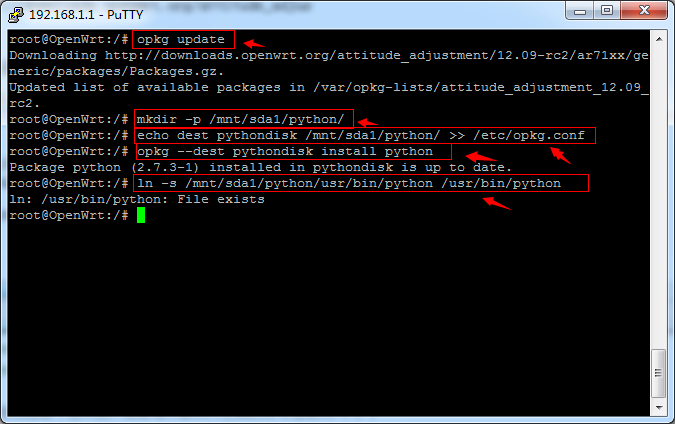 192.168.1.1 - PuTTY
root@OpenWrt:/# opkg update
Downloading http://downloads.openwrt.org/attitude_adjustment/12.09-rc2/ar71xx/ge
neric/packages/Packages.gz.
Updated list of available packages in /var/opkg-lists/attitude_adjustment_12.09_
rc2.
root@OpenWrt:/# mkdir -p /mnt/sda1/python/
root@OpenWrt:/# echo dest pythondisk /mnt/sda1/python/ >> /etc/opkg.conf
root@OpenWrt:/# opkg --dest pythondisk install python
Package python (2.7.3-1) installed in pythondisk is up to date.
root@OpenWrt:/# ln -s /mnt/sda1/python/usr/bin/python /usr/bin/python
ln: /usr/bin/python: File exists
root@OpenWrt:/#